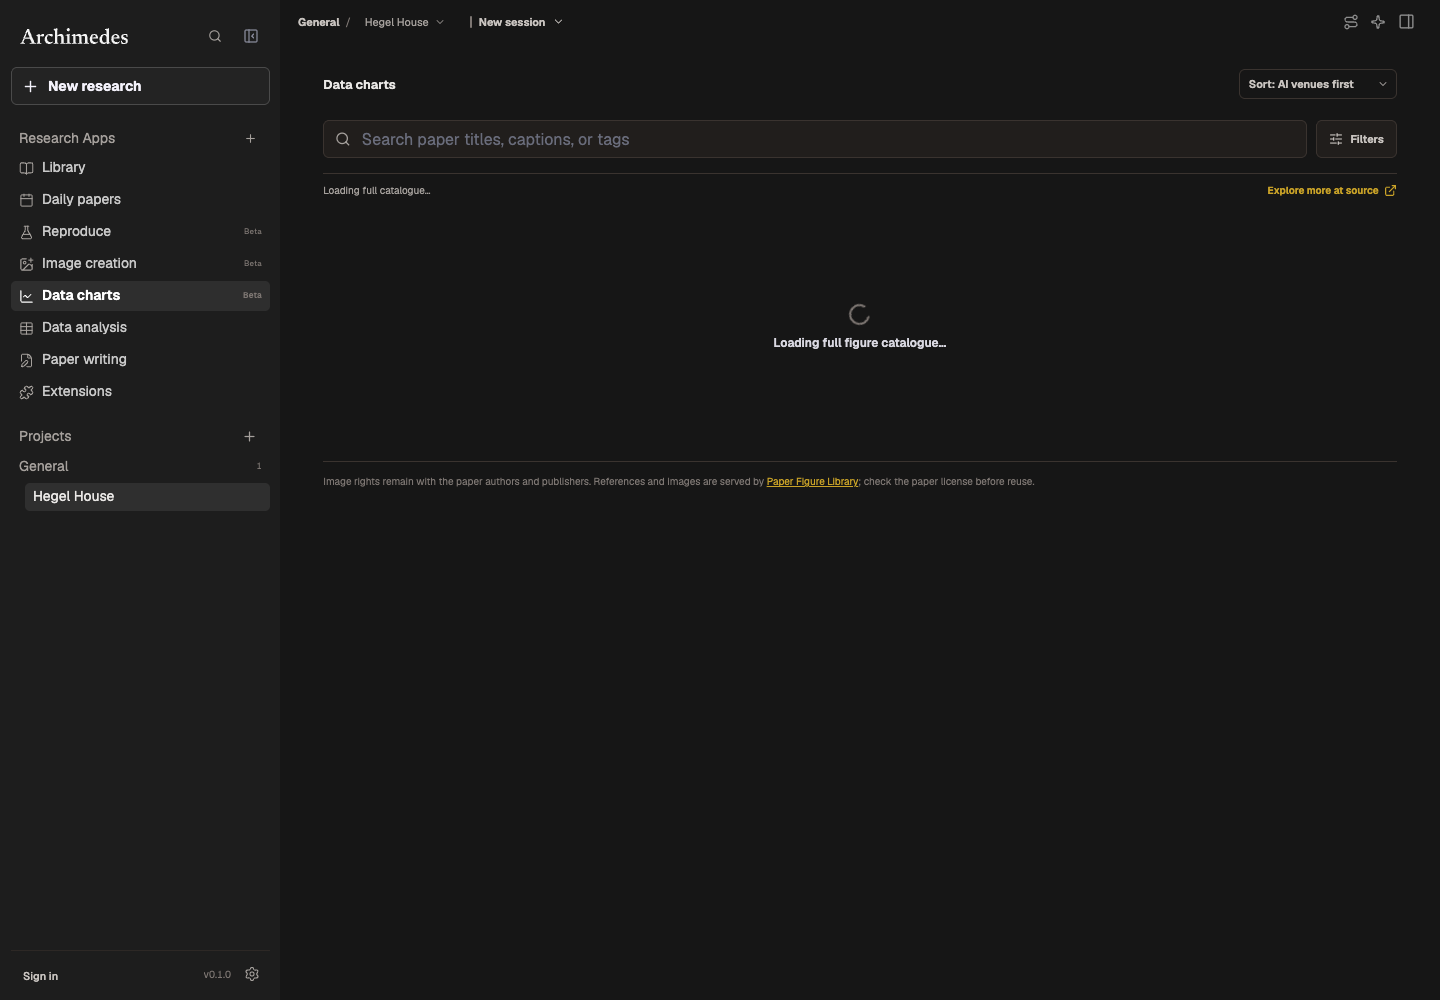 Archimedes
New research
Research Apps
Library
Daily papers
Reproduce Beta
Image creation Beta
Data charts Beta
Data analysis
Paper writing
Extensions
Projects
General 1
Hegel House
Sign in v0.1.0
General / Hegel House | New session
Data charts
Sort: AI venues first
Search paper titles, captions, or tags
Filters
Loading full catalogue…
Explore more at source
Loading full figure catalogue…
Image rights remain with the paper authors and publishers. References and images are served by Paper Figure Library; check the paper license before reuse.